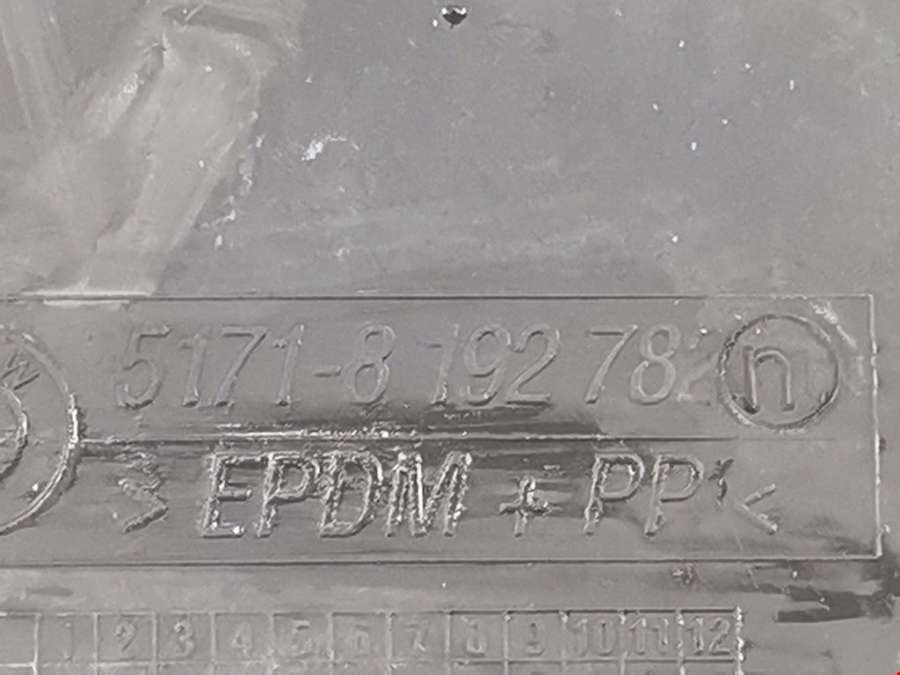 W
5171-8 192 782 n
> EPDM + PP <
1 2 3 4 5 6 7 8 9 10 11 12